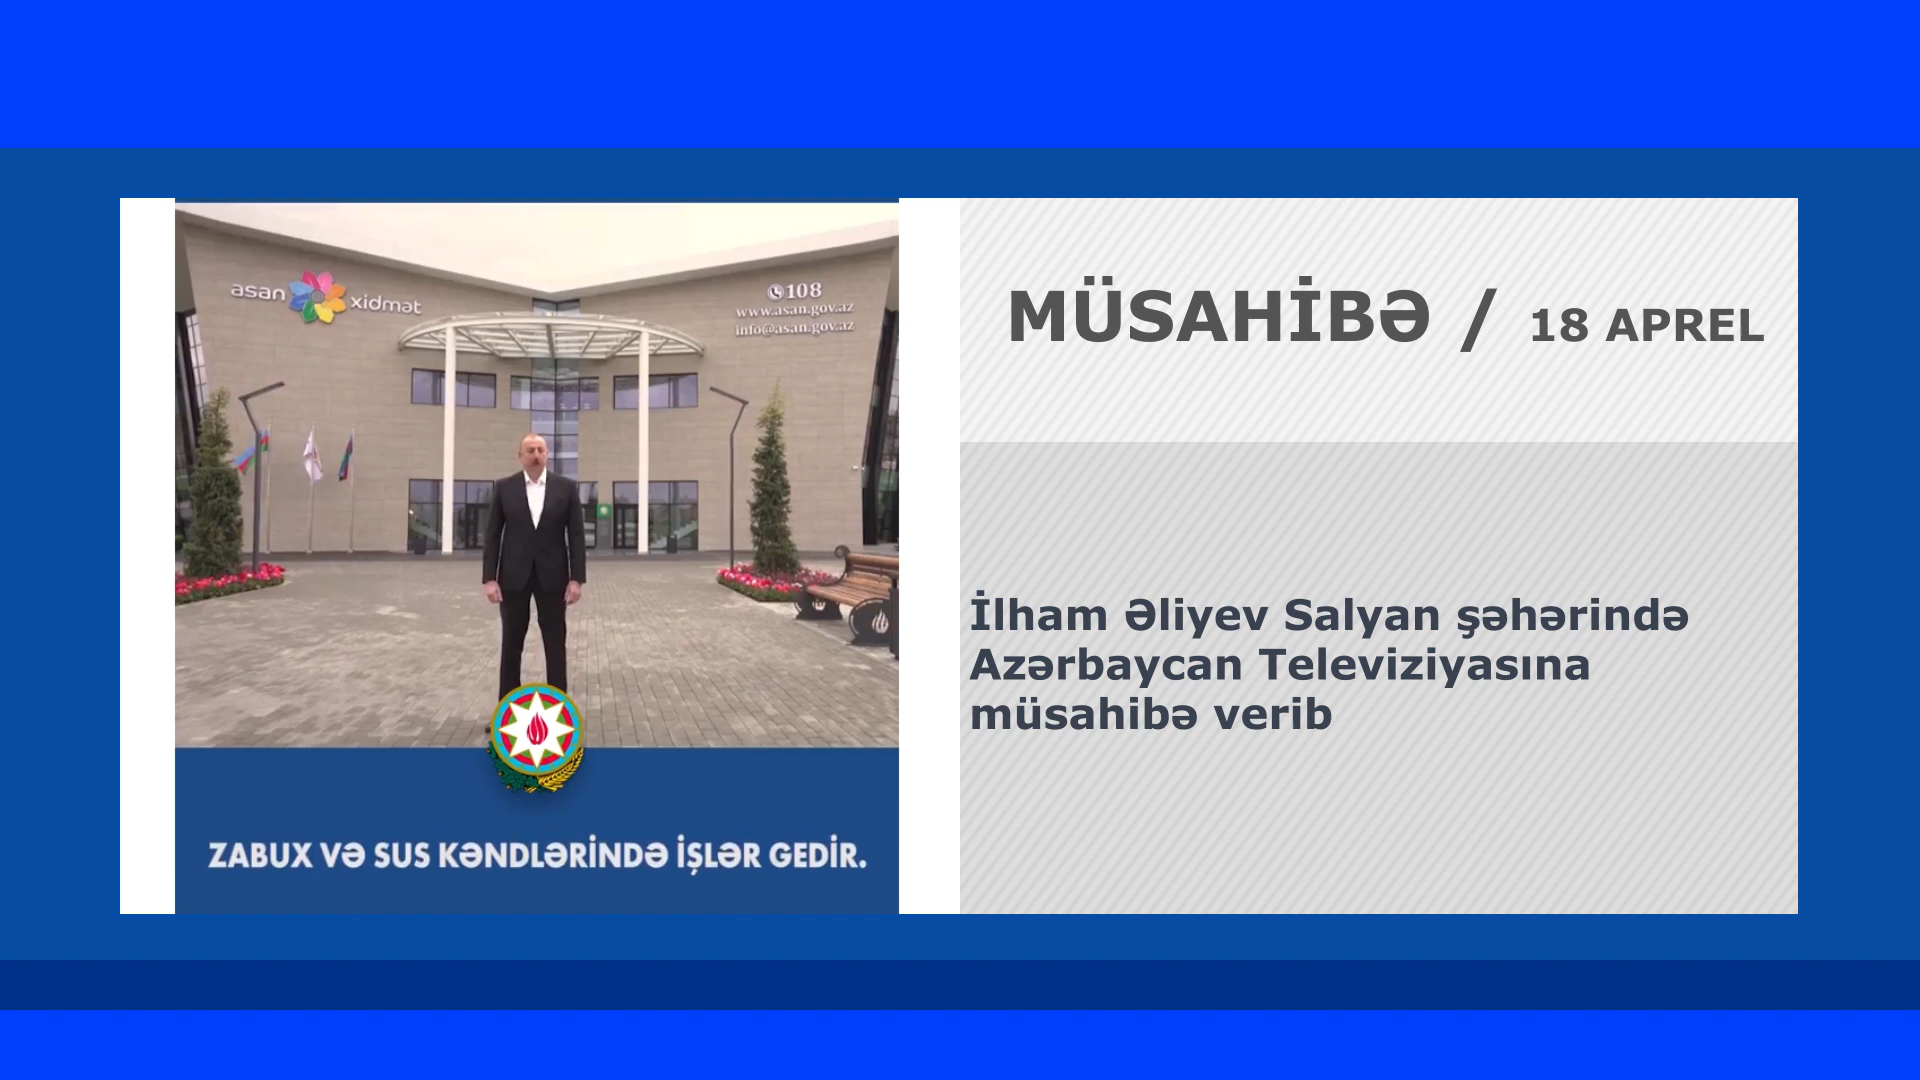 asan xidmət
108
www.asan.gov.az
info@asan.gov.az
ZABUX VƏ SUS KƏNDLƏRİNDƏ İŞLƏR GEDİR.
MÜSAHİBƏ / 18 APREL
İlham Əliyev Salyan şəhərində
Azərbaycan Televiziyasına
müsahibə verib